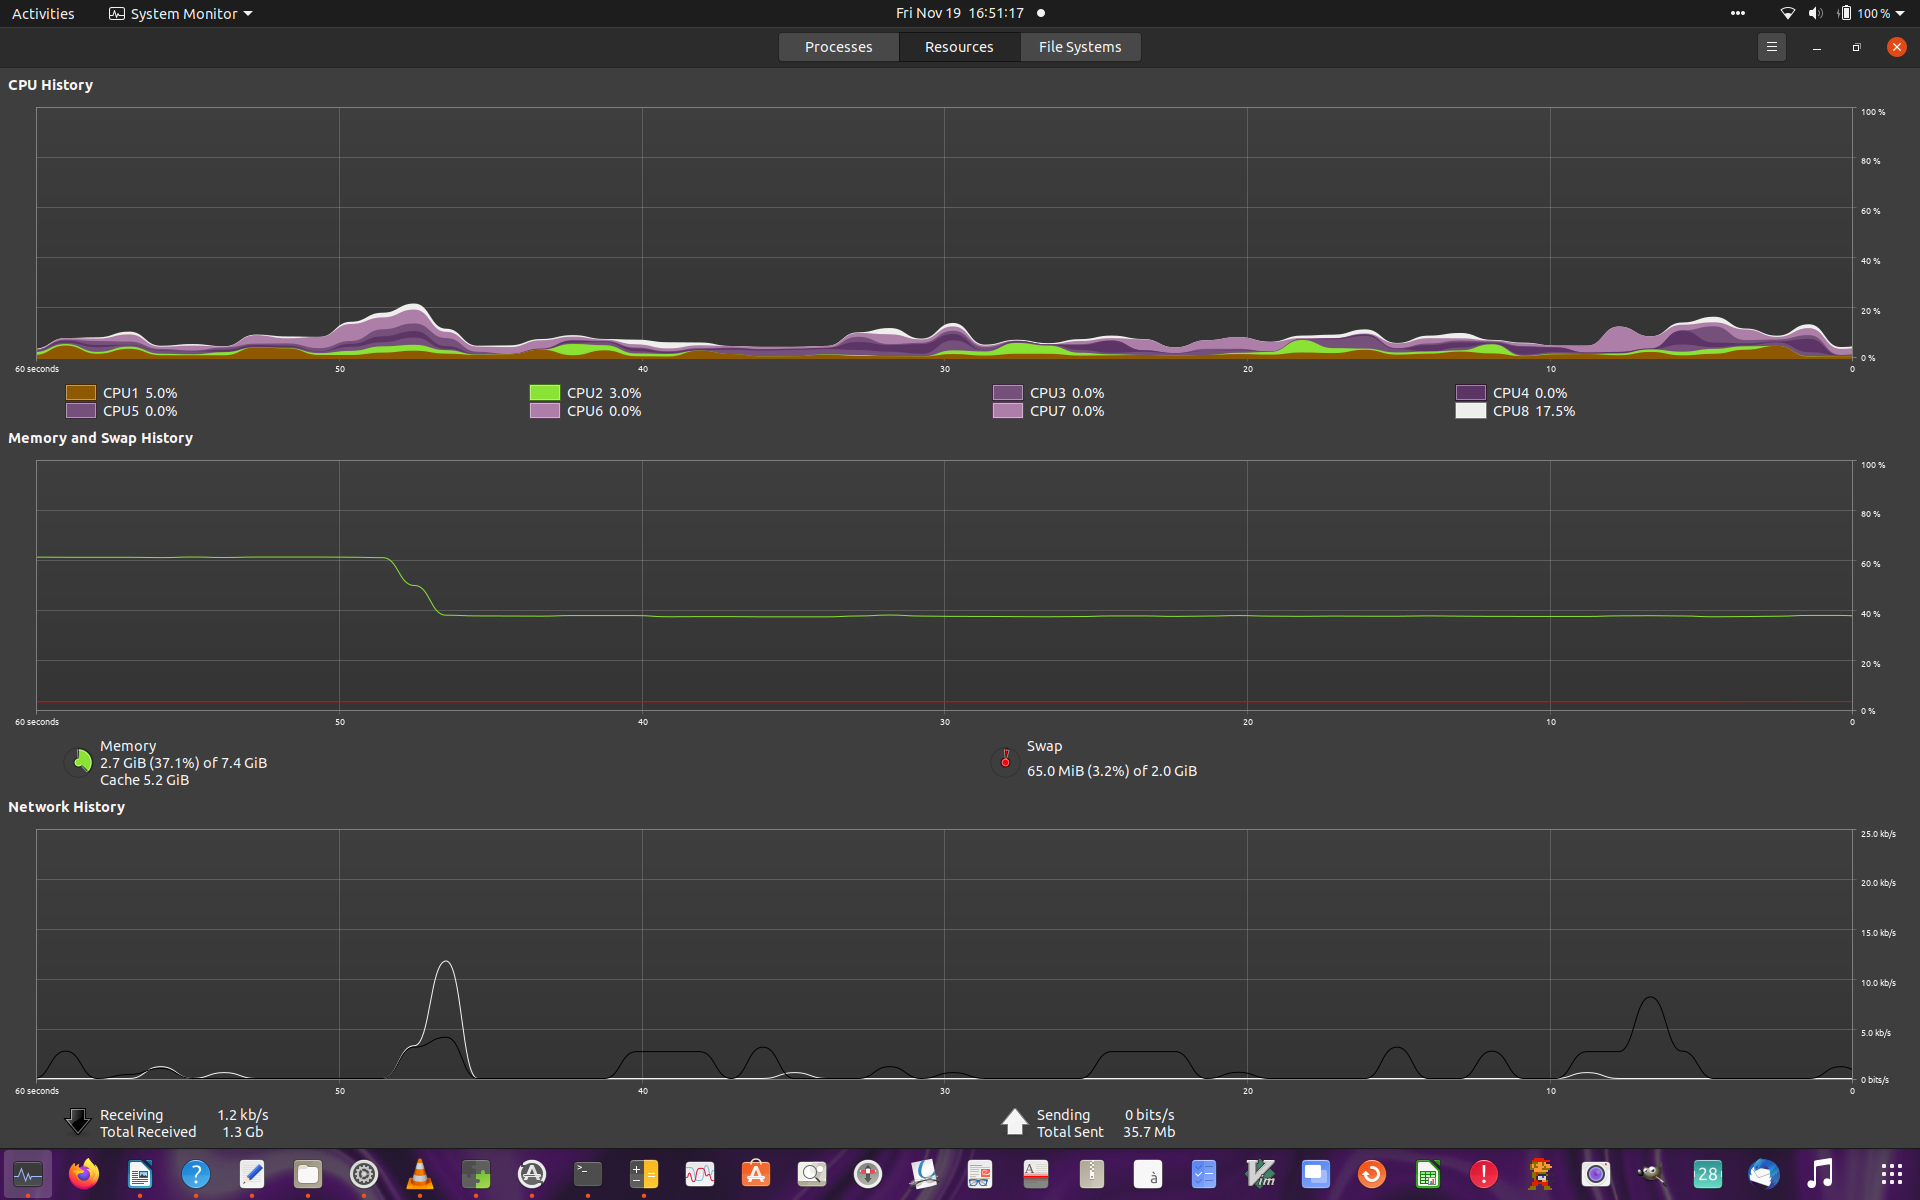 Activities System Monitor Fri Nov 19 16:51:17 100 %
Processes Resources File Systems
CPU History
100 %
80 %
60 %
40 %
20 %
0 %
60 seconds 50 40 30 20 10 0
CPU1 5.0% CPU2 3.0% CPU3 0.0% CPU4 0.0%
CPU5 0.0% CPU6 0.0% CPU7 0.0% CPU8 17.5%
Memory and Swap History
100 %
80 %
60 %
40 %
20 %
0 %
60 seconds 50 40 30 20 10 0
Memory
2.7 GiB (37.1%) of 7.4 GiB
Cache 5.2 GiB
Swap
65.0 MiB (3.2%) of 2.0 GiB
Network History
25.0 kb/s
20.0 kb/s
15.0 kb/s
10.0 kb/s
5.0 kb/s
0 bits/s
60 seconds 50 40 30 20 10 0
Receiving 1.2 kb/s
Total Received 1.3 Gb
Sending 0 bits/s
Total Sent 35.7 Mb
? >_ A à Vim ! 28